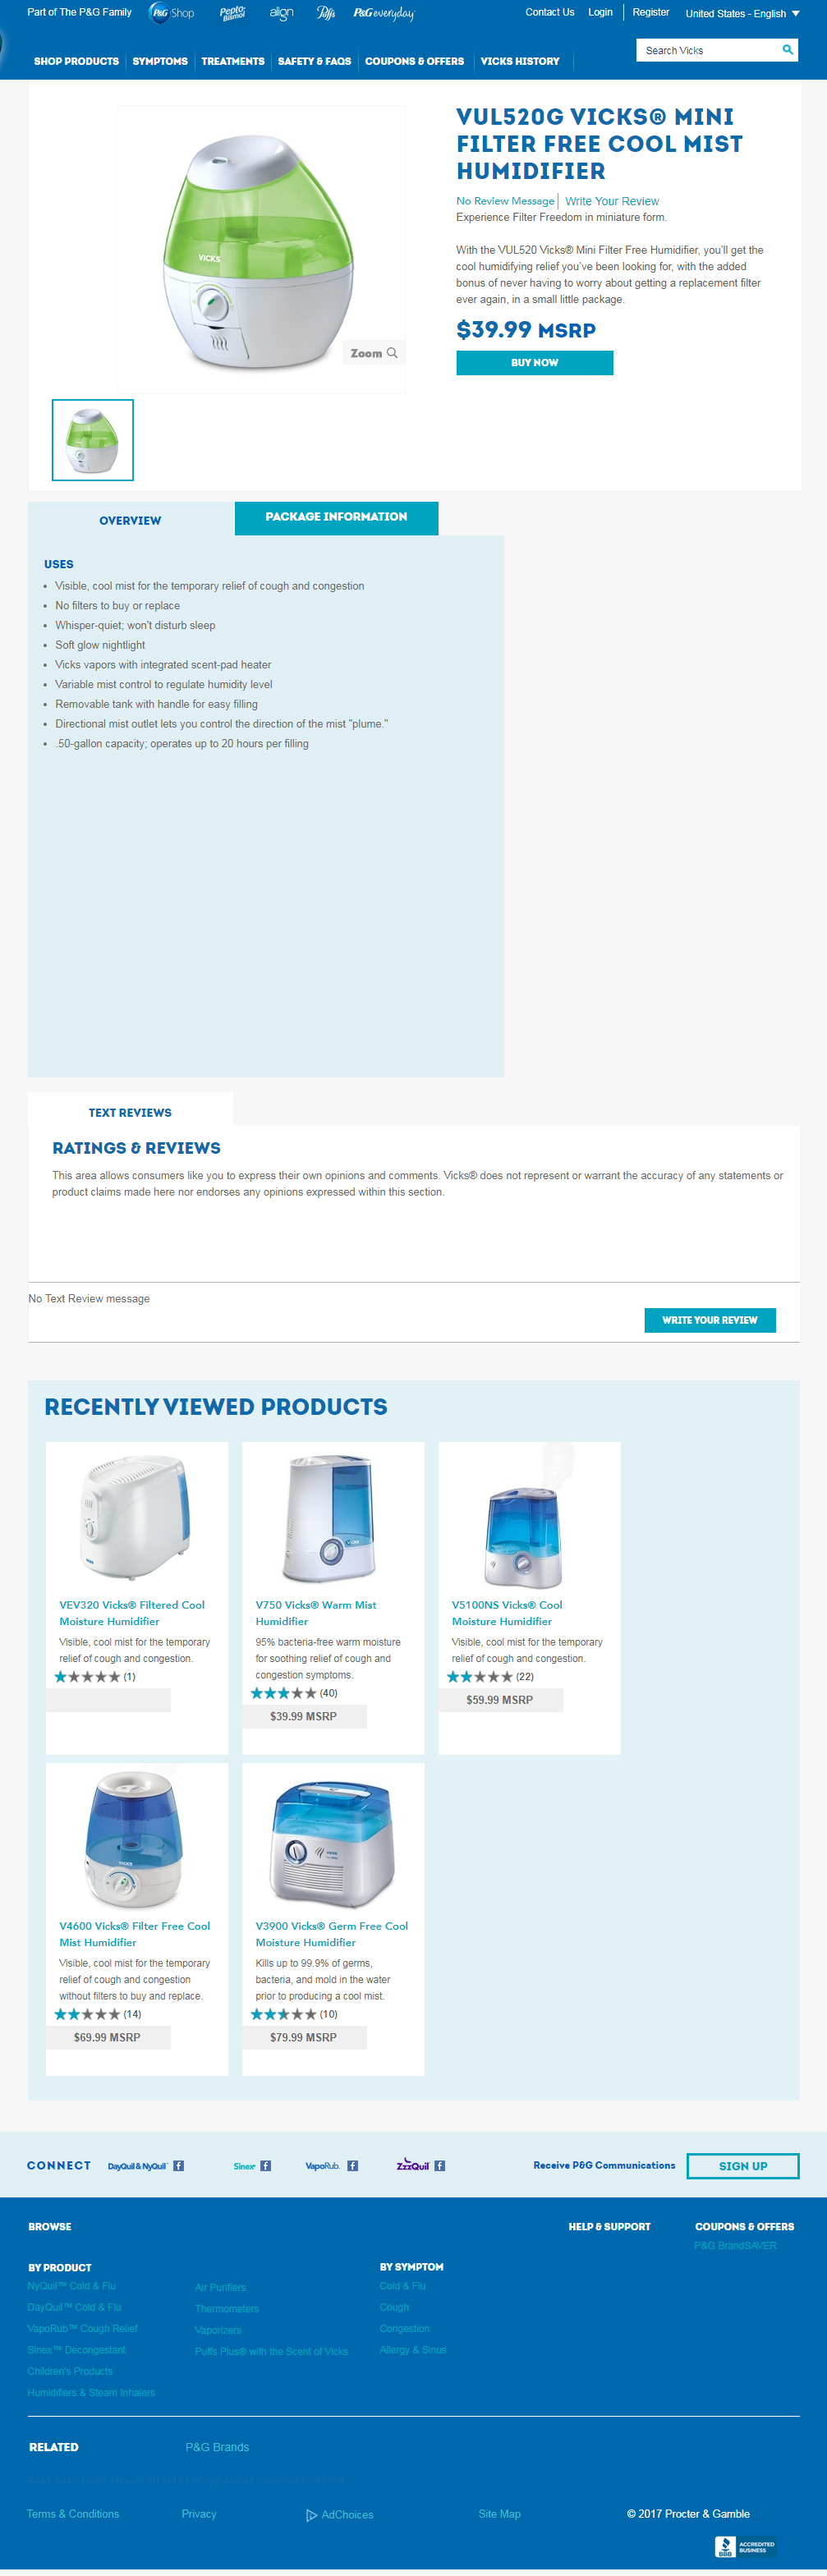 Part of The P&G Family P&G Shop Pepto Bismol align Puffs P&G everyday Contact Us Login Register United States - English
Search Vicks
SHOP PRODUCTS SYMPTOMS TREATMENTS SAFETY & FAQS COUPONS & OFFERS VICKS HISTORY
VUL520G VICKS® MINI
FILTER FREE COOL MIST
HUMIDIFIER
No Review Message Write Your Review
Experience Filter Freedom in miniature form.
With the VUL520 Vicks® Mini Filter Free Humidifier, you'll get the
cool humidifying relief you've been looking for, with the added
bonus of never having to worry about getting a replacement filter
ever again, in a small little package.
$39.99 MSRP
BUY NOW
VICKS
Zoom
OVERVIEW
PACKAGE INFORMATION
USES
Visible, cool mist for the temporary relief of cough and congestion
No filters to buy or replace
Whisper-quiet; won't disturb sleep
Soft glow nightlight
Vicks vapors with integrated scent-pad heater
Variable mist control to regulate humidity level
Removable tank with handle for easy filling
Directional mist outlet lets you control the direction of the mist "plume."
.50-gallon capacity; operates up to 20 hours per filling
TEXT REVIEWS
RATINGS & REVIEWS
This area allows consumers like you to express their own opinions and comments. Vicks® does not represent or warrant the accuracy of any statements or
product claims made here nor endorses any opinions expressed within this section.
No Text Review message
WRITE YOUR REVIEW
RECENTLY VIEWED PRODUCTS
VEV320 Vicks® Filtered Cool
Moisture Humidifier
Visible, cool mist for the temporary
relief of cough and congestion.
(1)
V750 Vicks® Warm Mist
Humidifier
95% bacteria-free warm moisture
for soothing relief of cough and
congestion symptoms.
(40)
$39.99 MSRP
V5100NS Vicks® Cool
Moisture Humidifier
Visible, cool mist for the temporary
relief of cough and congestion.
(22)
$59.99 MSRP
VICKS
V4600 Vicks® Filter Free Cool
Mist Humidifier
Visible, cool mist for the temporary
relief of cough and congestion
without filters to buy and replace.
(14)
$69.99 MSRP
V3900 Vicks® Germ Free Cool
Moisture Humidifier
Kills up to 99.9% of germs,
bacteria, and mold in the water
prior to producing a cool mist.
(10)
$79.99 MSRP
CONNECT DayQuil & NyQuil Sinex VapoRub ZzzQuil Receive P&G Communications SIGN UP
BROWSE
HELP & SUPPORT
COUPONS & OFFERS
P&G BrandSAVER
BY PRODUCT
NyQuil™ Cold & Flu
DayQuil™ Cold & Flu
VapoRub™ Cough Relief
Sinex™ Decongestant
Children's Products
Humidifiers & Steam Inhalers
Air Purifiers
Thermometers
Vaporizers
Puffs Plus® with the Scent of Vicks
BY SYMPTOM
Cold & Flu
Cough
Congestion
Allergy & Sinus
RELATED P&G Brands
Terms & Conditions Privacy AdChoices Site Map © 2017 Procter & Gamble
BBB ACCREDITED
BUSINESS